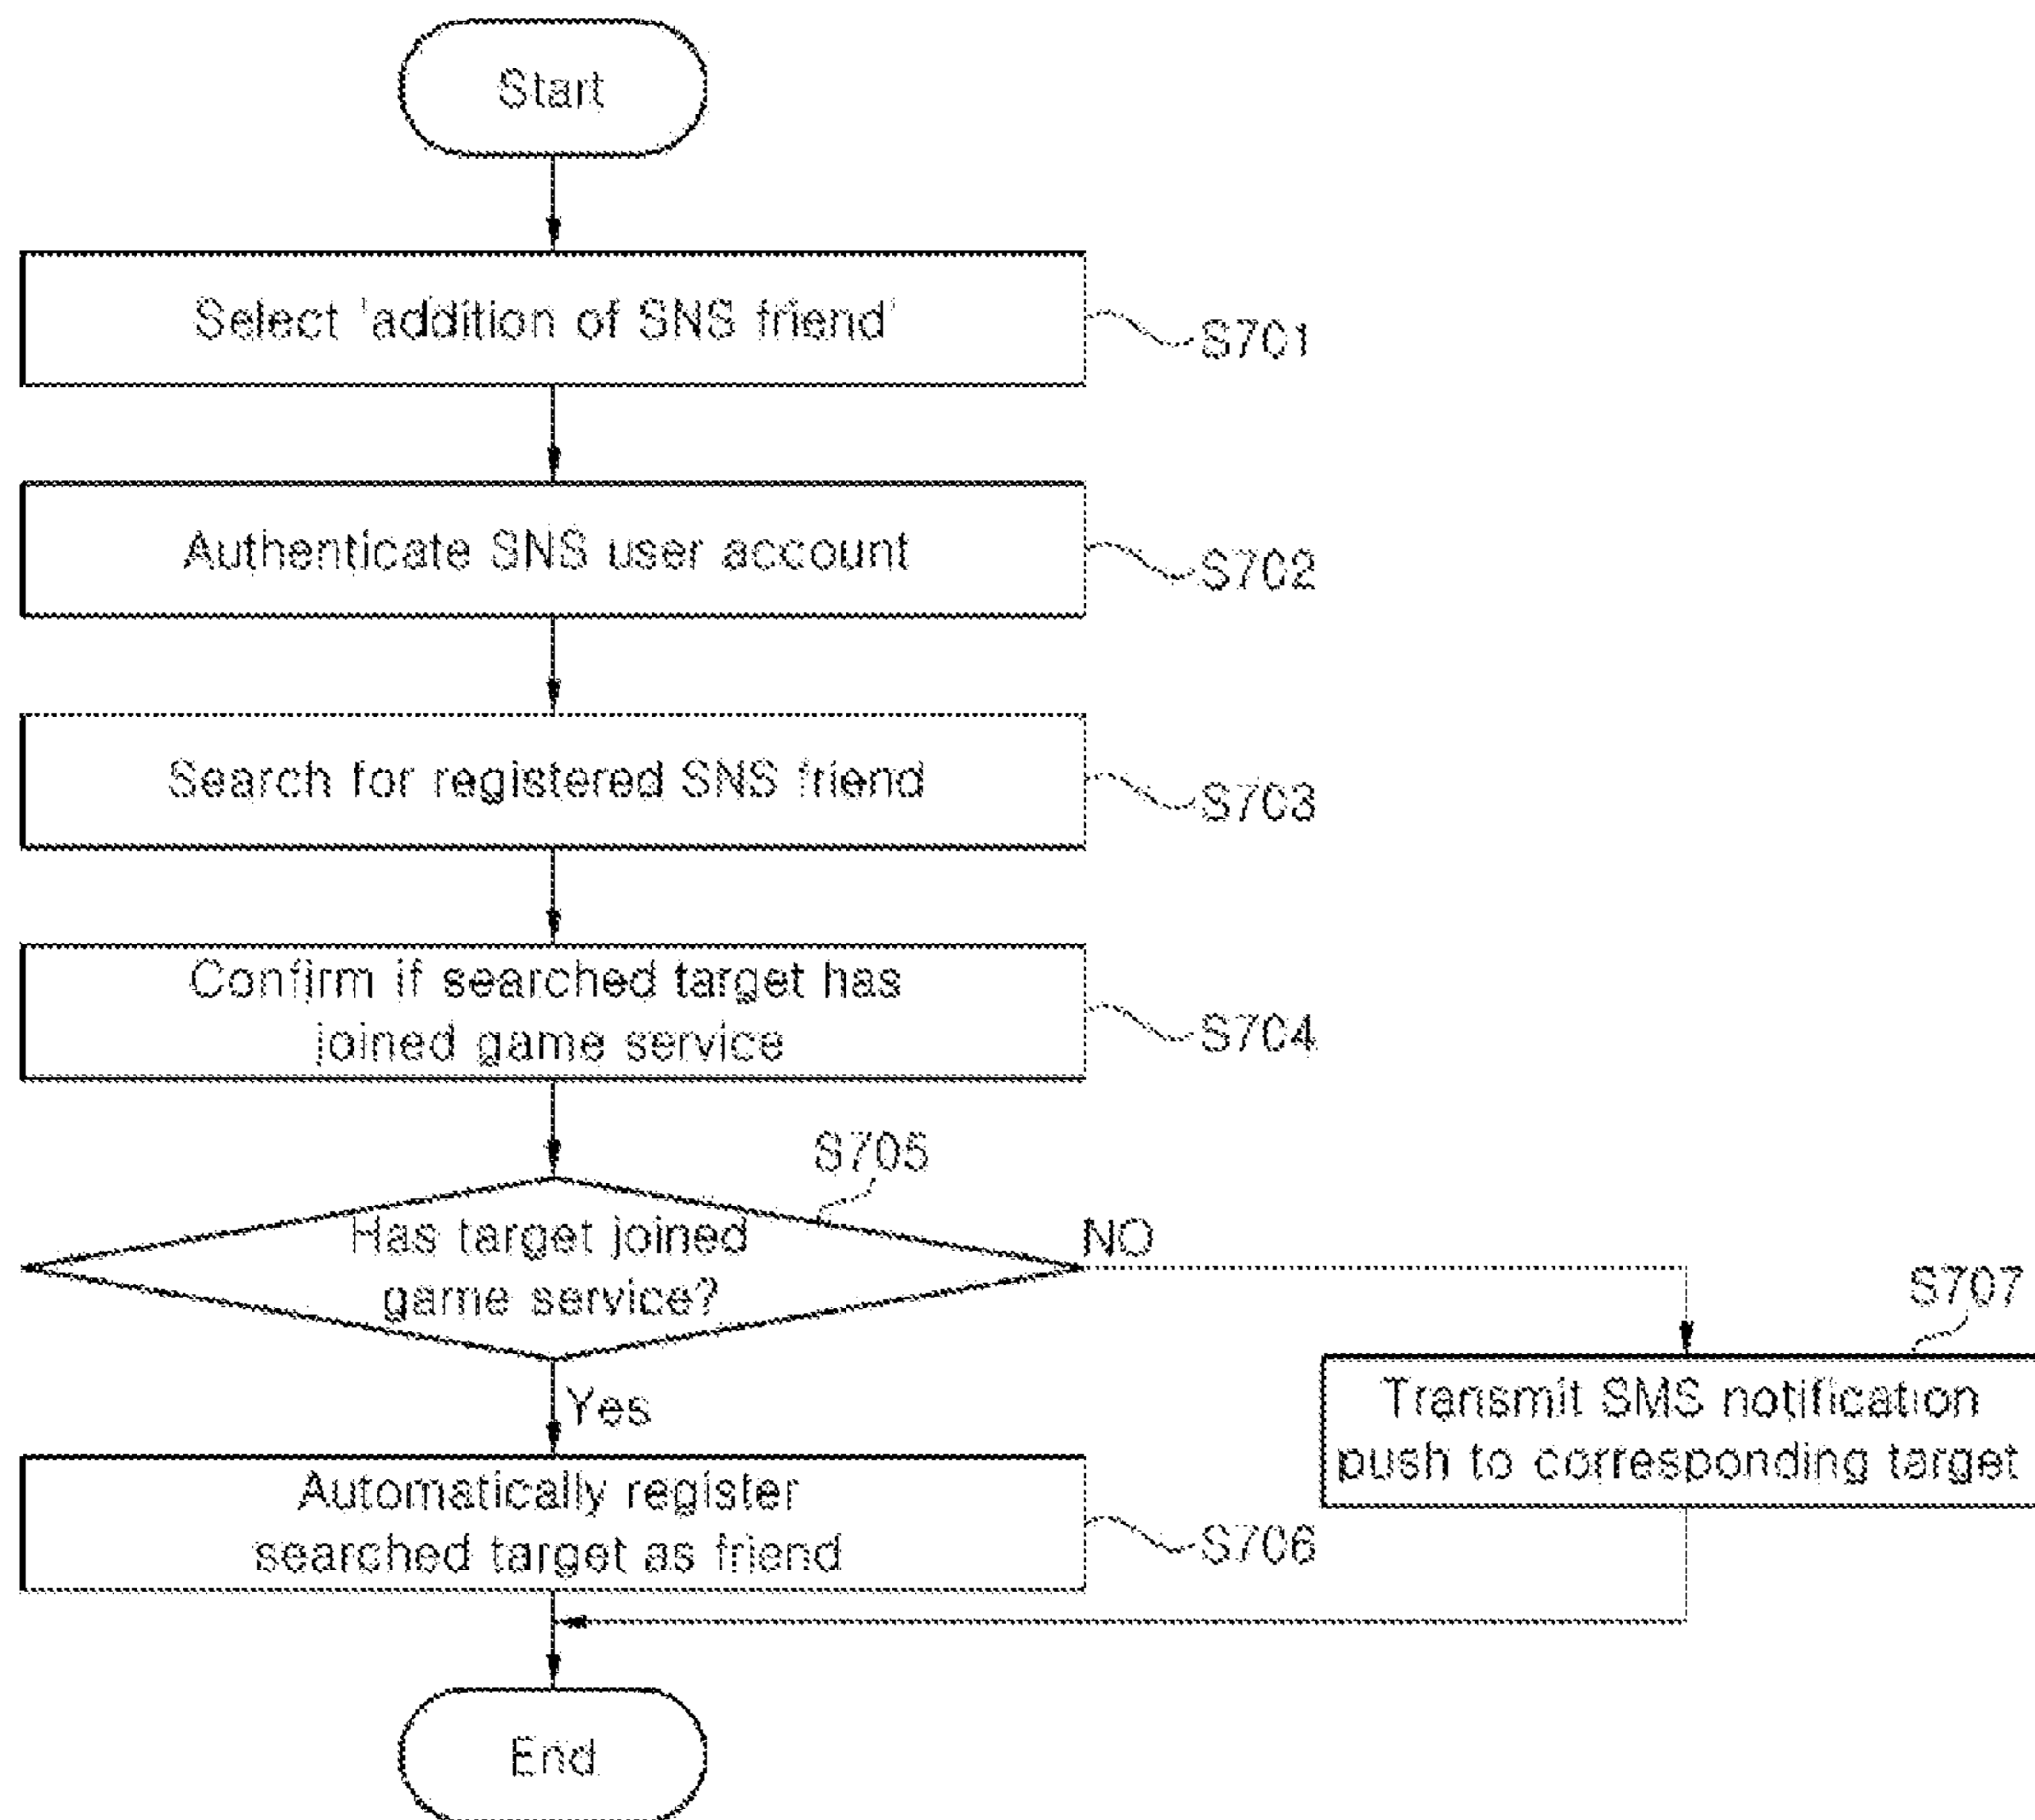 Start
Select 'addition of SNS friend'
S701
Authenticate SNS user account
S702
Search for registered SNS friend
S703
Confirm if searched target has
joined game service
S704
S705
Has target joined
game service?
NO
Yes
S707
Transmit SMS notification
push to corresponding target
Automatically register
searched target as friend
S706
End